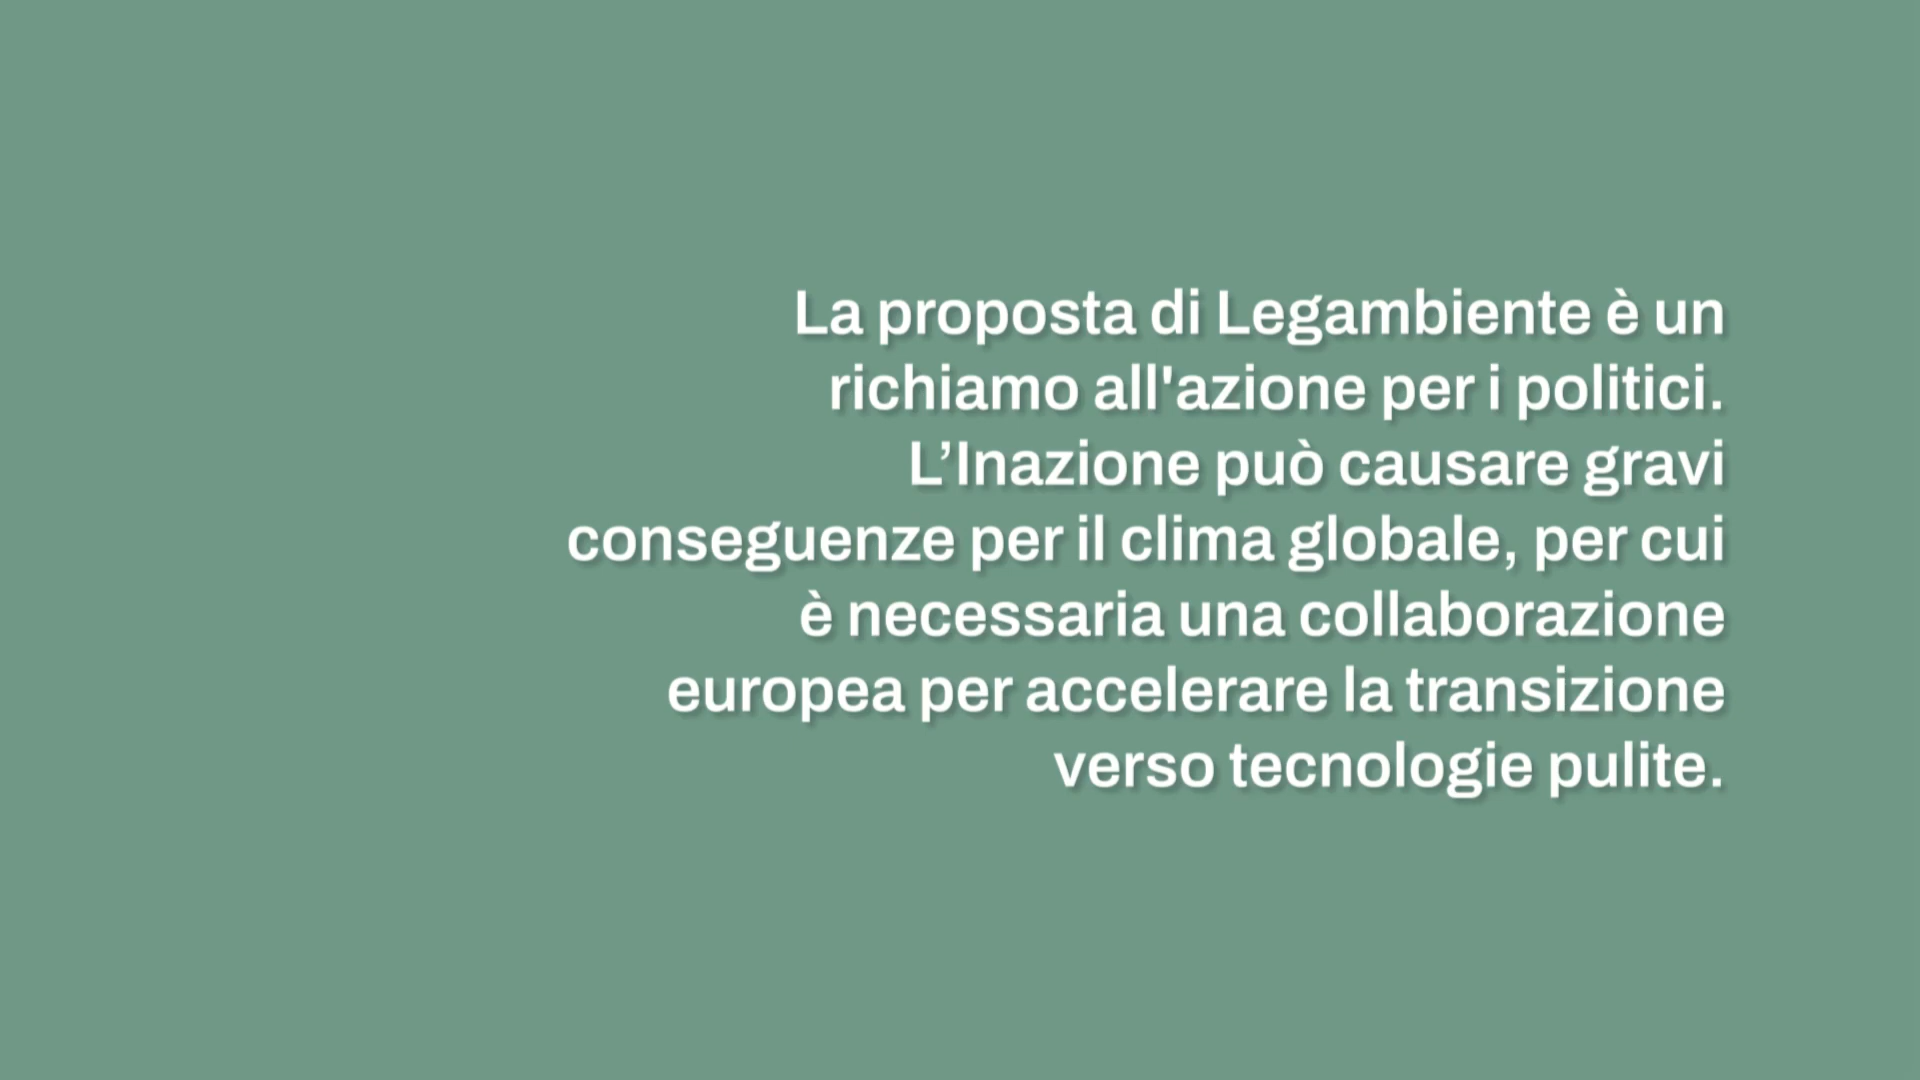 La proposta di Legambiente è un
richiamo all'azione per i politici.
L’Inazione può causare gravi
conseguenze per il clima globale, per cui
è necessaria una collaborazione
europea per accelerare la transizione
verso tecnologie pulite.